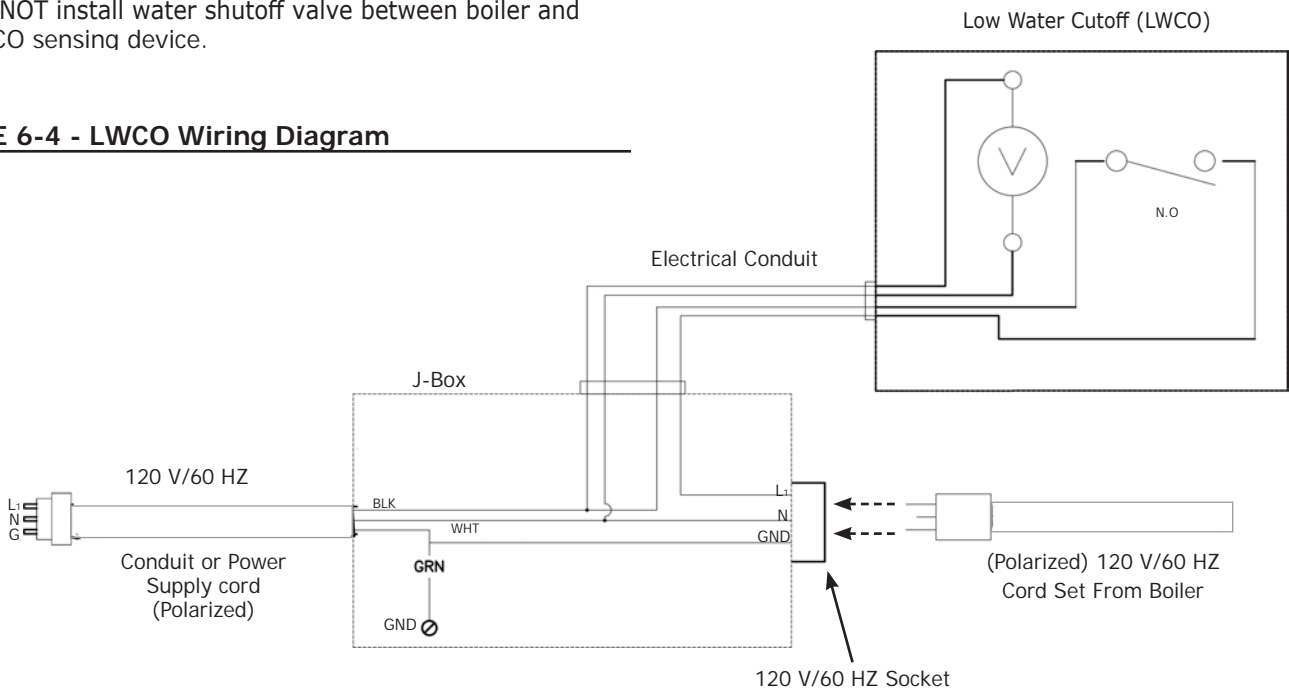 NOT install water shutoff valve between boiler and
CO sensing device.
E 6-4 - LWCO Wiring Diagram
Low Water Cutoff (LWCO)
V
N.O
Electrical Conduit
J-Box
120 V/60 HZ
L1
N
G
BLK
WHT
GRN
GND
L1
N
GND
Conduit or Power
Supply cord
(Polarized)
(Polarized) 120 V/60 HZ
Cord Set From Boiler
120 V/60 HZ Socket